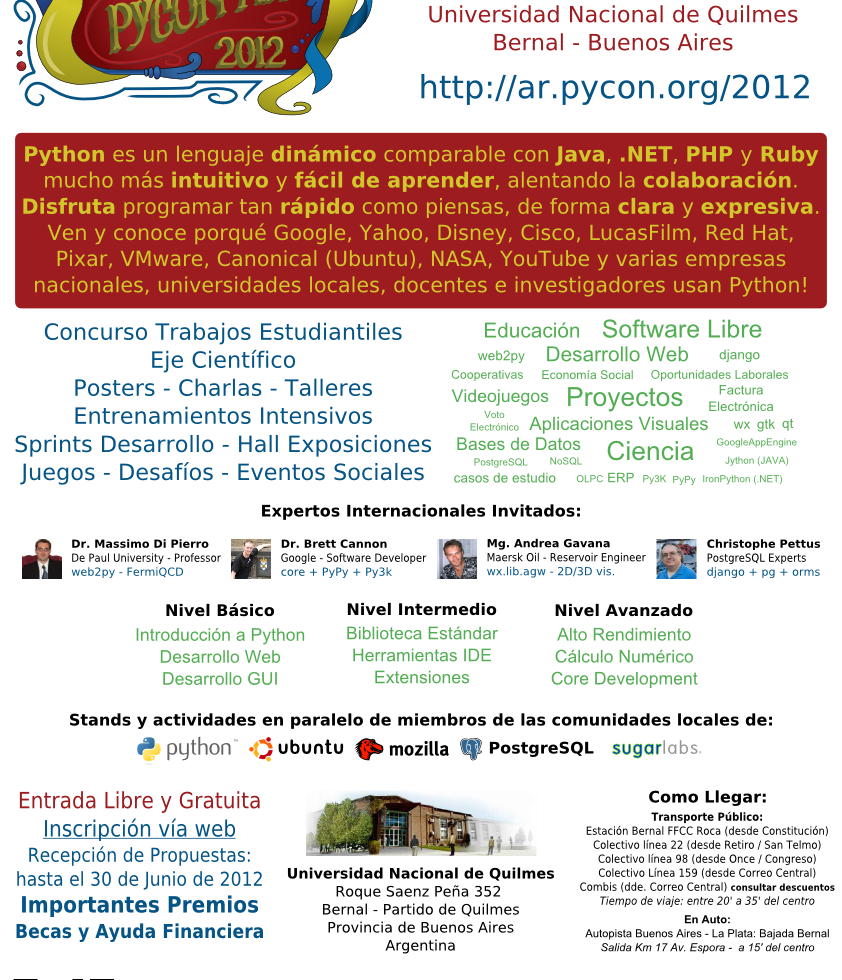 PYCON AR
2012
Universidad Nacional de Quilmes
Bernal - Buenos Aires
http://ar.pycon.org/2012
Python es un lenguaje dinámico comparable con Java, .NET, PHP y Ruby
mucho más intuitivo y fácil de aprender, alentando la colaboración.
Disfruta programar tan rápido como piensas, de forma clara y expresiva.
Ven y conoce porqué Google, Yahoo, Disney, Cisco, LucasFilm, Red Hat,
Pixar, VMware, Canonical (Ubuntu), NASA, YouTube y varias empresas
nacionales, universidades locales, docentes e investigadores usan Python!
Concurso Trabajos Estudiantiles
Eje Científico
Posters - Charlas - Talleres
Entrenamientos Intensivos
Sprints Desarrollo - Hall Exposiciones
Juegos - Desafíos - Eventos Sociales
Educación Software Libre
web2py Desarrollo Web django
Cooperativas Economía Social Oportunidades Laborales
Videojuegos Proyectos Factura
Electrónica
Voto
Electrónico Aplicaciones Visuales wx gtk qt
Bases de Datos Ciencia GoogleAppEngine
PostgreSQL NoSQL Jython (JAVA)
casos de estudio OLPC ERP Py3K PyPy IronPython (.NET)
Expertos Internacionales Invitados:
Dr. Massimo Di Pierro
De Paul University - Professor
web2py - FermiQCD
Dr. Brett Cannon
Google - Software Developer
core + PyPy + Py3k
Mg. Andrea Gavana
Maersk Oil - Reservoir Engineer
wx.lib.agw - 2D/3D vis.
Christophe Pettus
PostgreSQL Experts
django + pg + orms
Nivel Básico
Introducción a Python
Desarrollo Web
Desarrollo GUI
Nivel Intermedio
Biblioteca Estándar
Herramientas IDE
Extensiones
Nivel Avanzado
Alto Rendimiento
Cálculo Numérico
Core Development
Stands y actividades en paralelo de miembros de las comunidades locales de:
python™ ubuntu mozilla PostgreSQL sugarlabs.
Entrada Libre y Gratuita
Inscripción vía web
Recepción de Propuestas:
hasta el 30 de Junio de 2012
Importantes Premios
Becas y Ayuda Financiera
Universidad Nacional de Quilmes
Roque Saenz Peña 352
Bernal - Partido de Quilmes
Provincia de Buenos Aires
Argentina
Como Llegar:
Transporte Público:
Estación Bernal FFCC Roca (desde Constitución)
Colectivo línea 22 (desde Retiro / San Telmo)
Colectivo línea 98 (desde Once / Congreso)
Colectivo Línea 159 (desde Correo Central)
Combis (dde. Correo Central) consultar descuentos
Tiempo de viaje: entre 20' a 35' del centro
En Auto:
Autopista Buenos Aires - La Plata: Bajada Bernal
Salida Km 17 Av. Espora - a 15' del centro